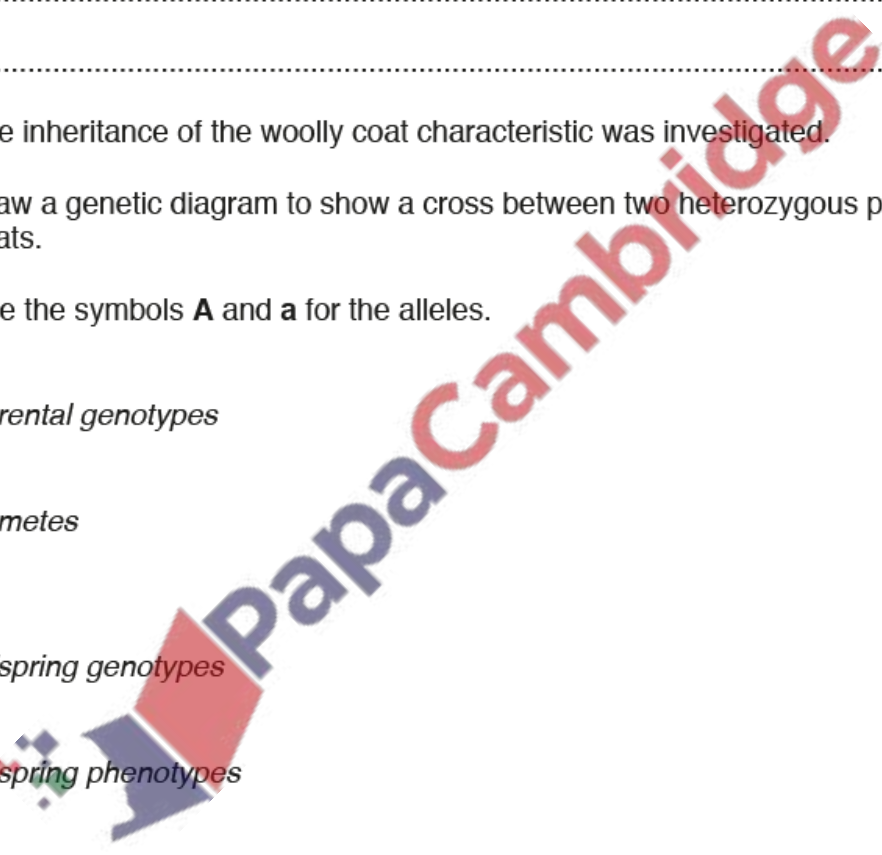 e inheritance of the woolly coat characteristic was investigated.
aw a genetic diagram to show a cross between two heterozygous p
ats.
e the symbols A and a for the alleles.
rental genotypes
metes
spring genotypes
spring phenotypes
PapaCambridge